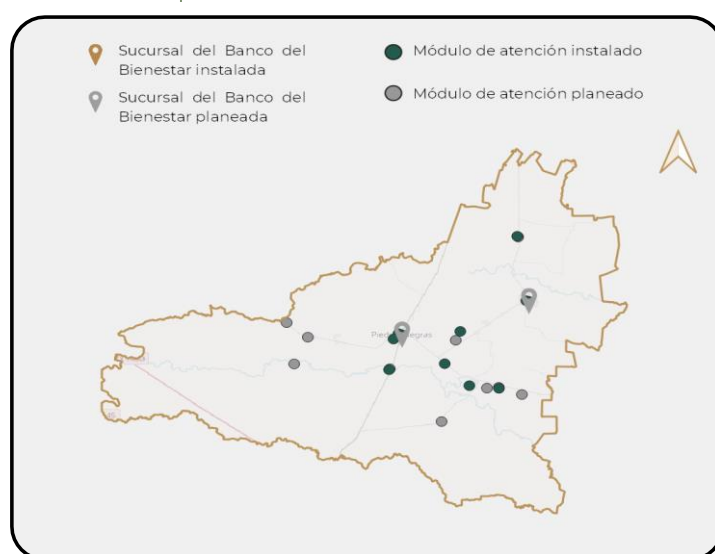 Sucursal del Banco del
Bienestar instalada
Sucursal del Banco del
Bienestar planeada
Módulo de atención instalado
Módulo de atención planeado